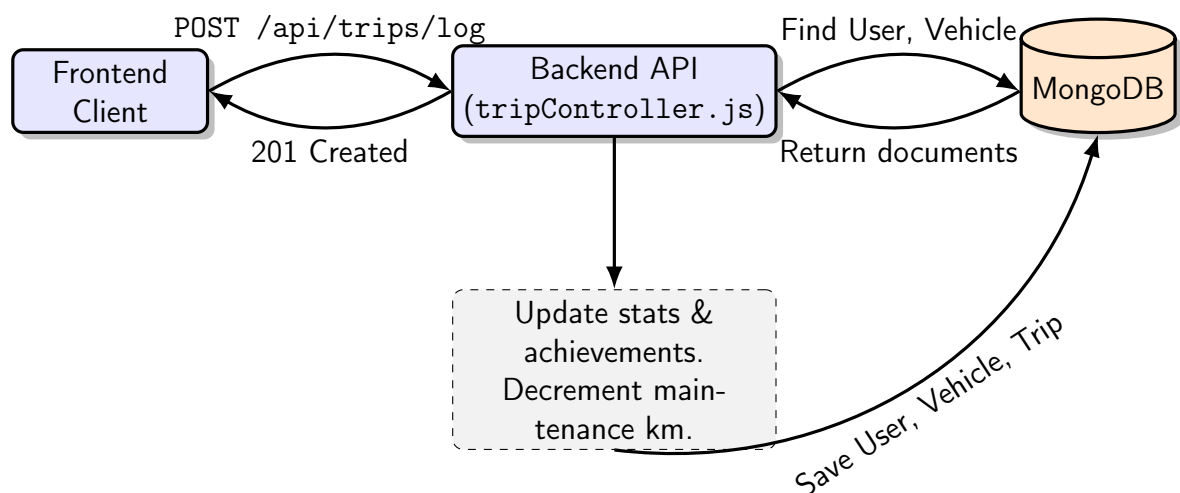 POST /api/trips/log
Find User, Vehicle
Frontend
Client
Backend API
(tripController.js)
MongoDB
201 Created
Return documents
Update stats &
achievements.
Decrement main-
tenance km.
Save User, Vehicle, Trip